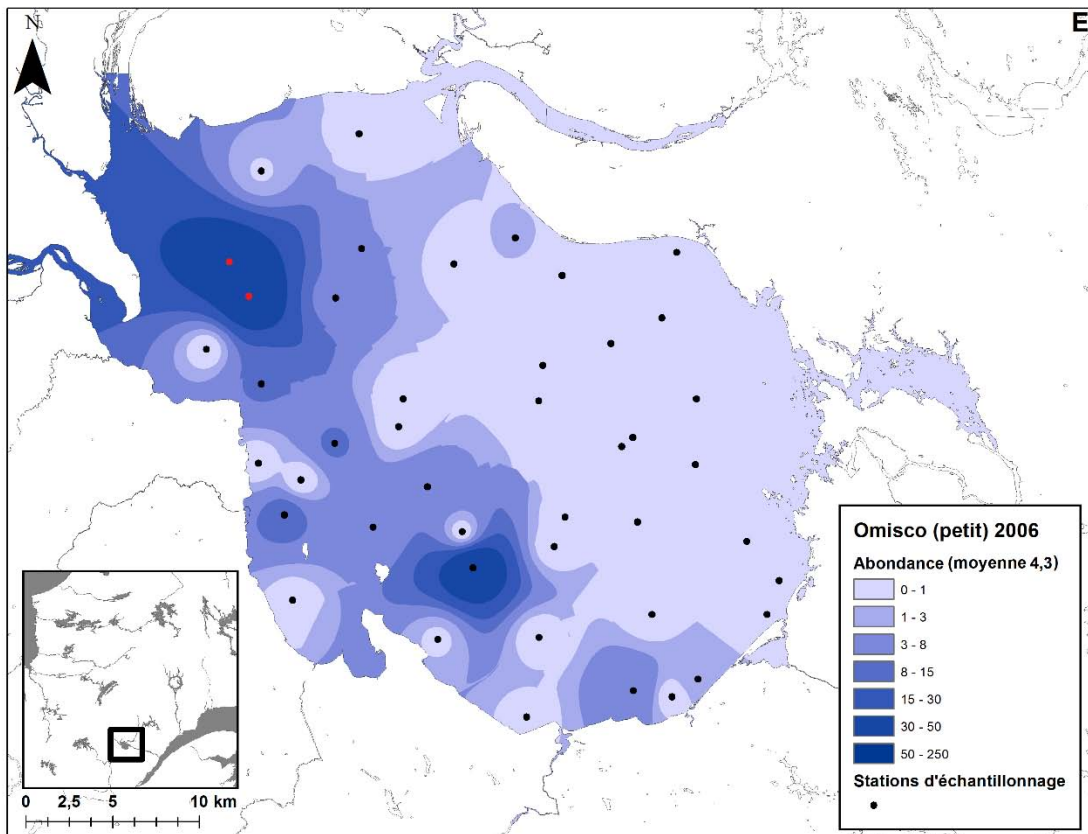 N
E
Omisco (petit) 2006
Abondance (moyenne 4,3)
0 - 1
1 - 3
3 - 8
8 - 15
15 - 30
30 - 50
50 - 250
Stations d'échantillonnage
0 2,5 5 10 km